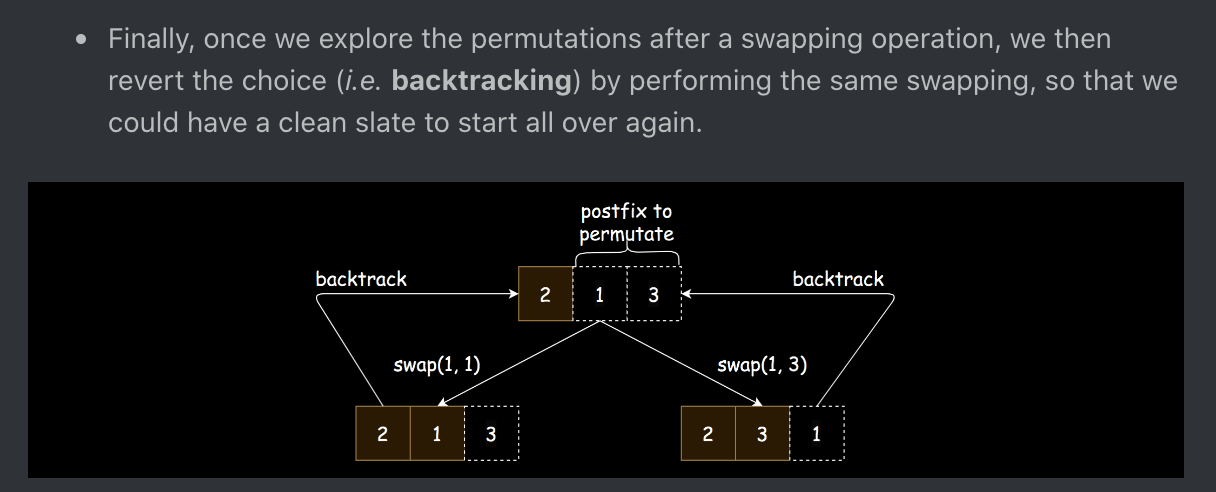 • Finally, once we explore the permutations after a swapping operation, we then
revert the choice (i.e. backtracking) by performing the same swapping, so that we
could have a clean slate to start all over again.
postfix to
permutate
backtrack
backtrack
2 1 3
swap(1, 1)
swap(1, 3)
2 1 3
2 3 1